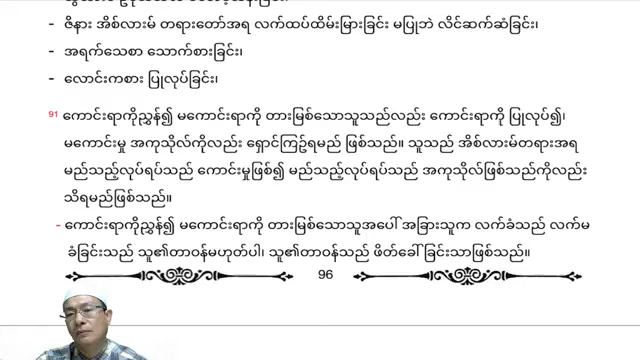 - ဇိနား အိစ်လားမ် တရားတော်အရ လက်ထပ်ထိမ်းမြားခြင်း မပြုဘဲ လိင်ဆက်ဆံခြင်း၊
- အရက်သေစာ သောက်စားခြင်း၊
- လောင်းကစား ပြုလုပ်ခြင်း၊
91 ကောင်းရာကိုညွှန်၍ မကောင်းရာကို တားမြစ်သောသူသည်လည်း ကောင်းရာကို ပြုလုပ်၍၊
မကောင်းမှု အကုသိုလ်ကိုလည်း ရှောင်ကြဉ်ရမည် ဖြစ်သည်။ သူသည် အိစ်လားမ်တရားအရ
မည်သည့်လုပ်ရပ်သည် ကောင်းမှုဖြစ်၍ မည်သည့်လုပ်ရပ်သည် အကုသိုလ်ဖြစ်သည်ကိုလည်း
သိရမည်ဖြစ်သည်။
- ကောင်းရာကိုညွှန်၍ မကောင်းရာကို တားမြစ်သောသူအပေါ် အခြားသူက လက်ခံသည် လက်မ
ခံခြင်းသည် သူ၏တာဝန်မဟုတ်ပါ၊ သူ၏တာဝန်သည် ဖိတ်ခေါ်ခြင်းသာဖြစ်သည်။
96